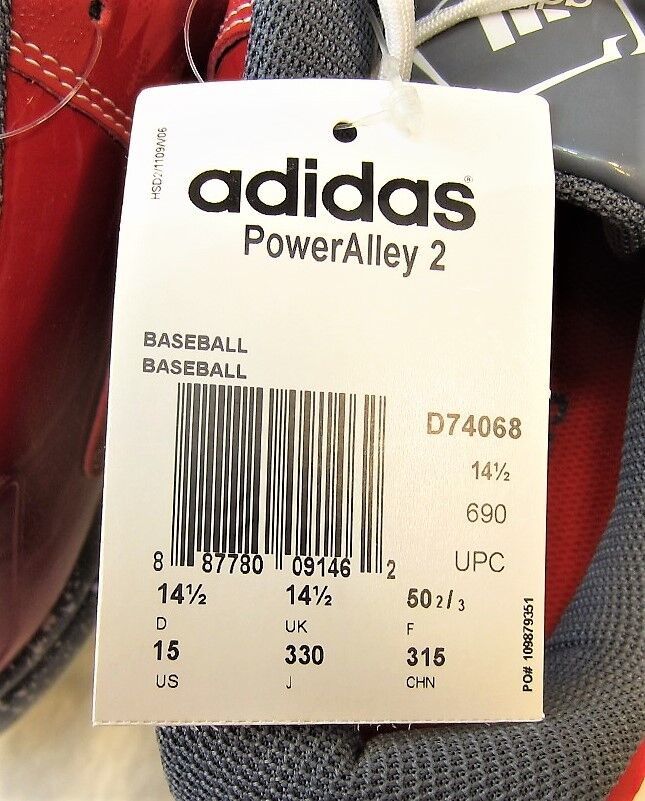 HSD2/1109/V06
adidas®
PowerAlley 2
BASEBALL
BASEBALL
D74068
14½
690
UPC
8 87780 09146 2
14½ 14½ 50 2/3
D UK F
15 330 315
US J CHN
PO# 109879351